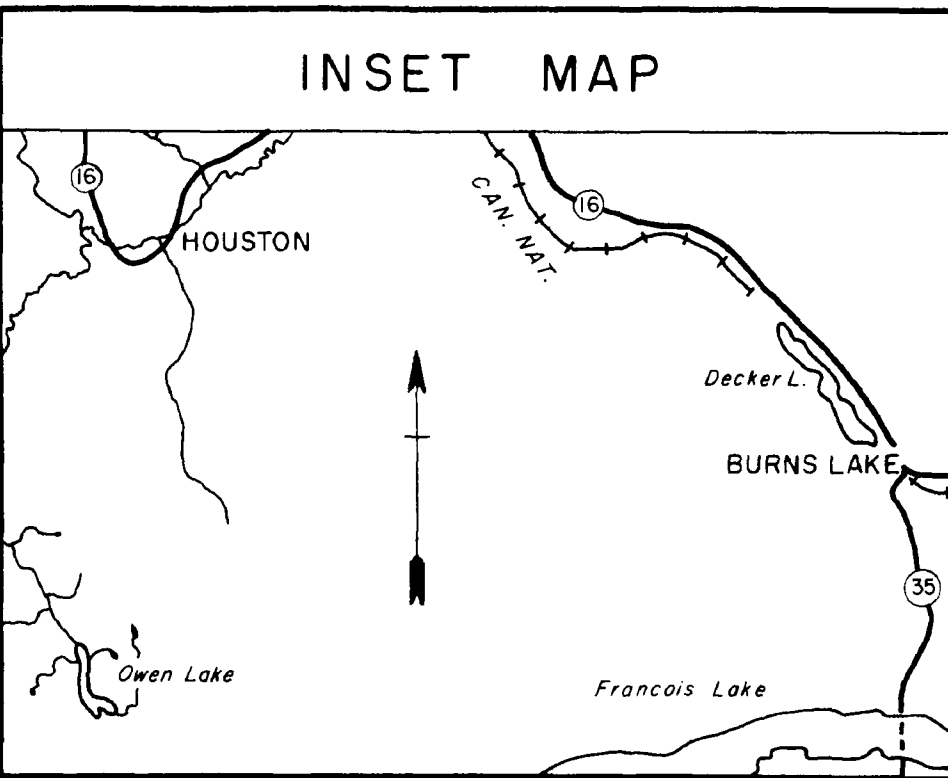 INSET MAP
16
16
CAN. NAT.
HOUSTON
Decker L.
BURNS LAKE
35
Owen Lake
Francois Lake